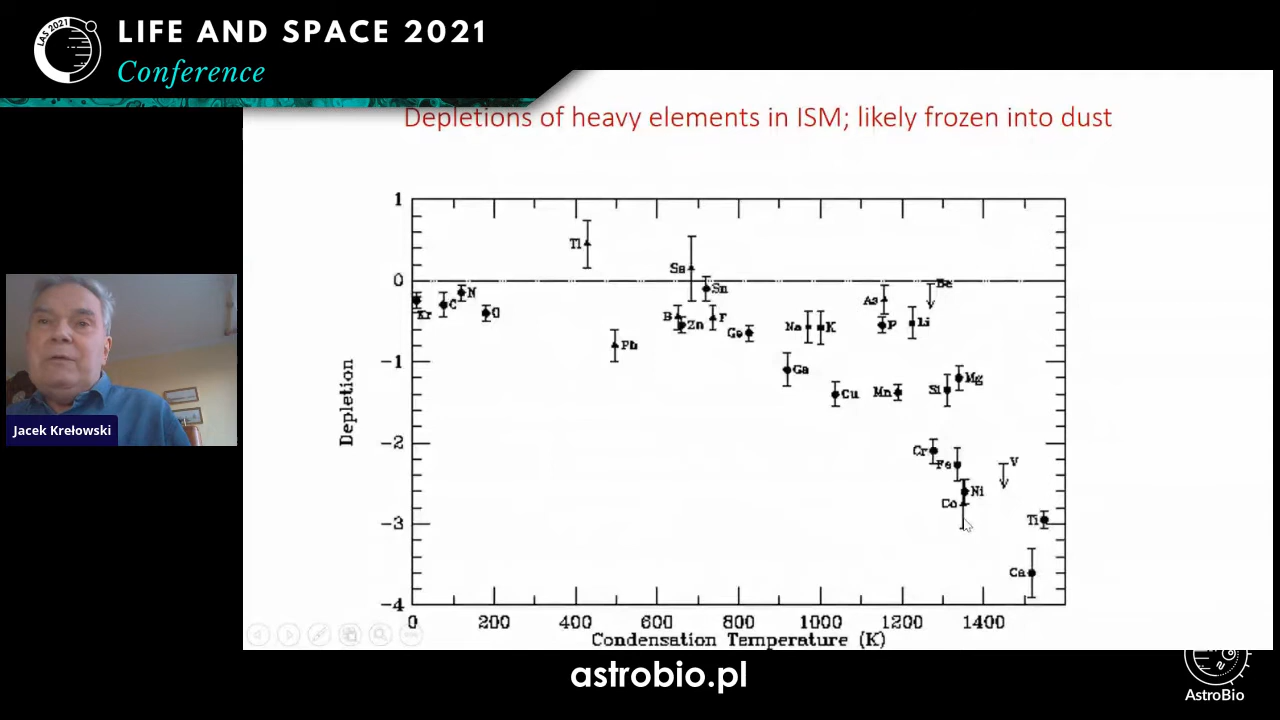 LAS 2021
LIFE AND SPACE 2021
Conference
Depletions of heavy elements in ISM; likely frozen into dust
1
0
−1
−2
−3
−4
Depletion
Kr
C
N
O
Tl
Pb
Se
Sn
B
Zn
F
Ge
Ga
Na
K
Cu
Mn
As
P
Be
Li
Si
Mg
Cr
Fe
Ni
Co
V
Ti
Ca
0 200 400 600 800 1000 1200 1400
Condensation Temperature (K)
Jacek Krełowski
astrobio.pl
AstroBio